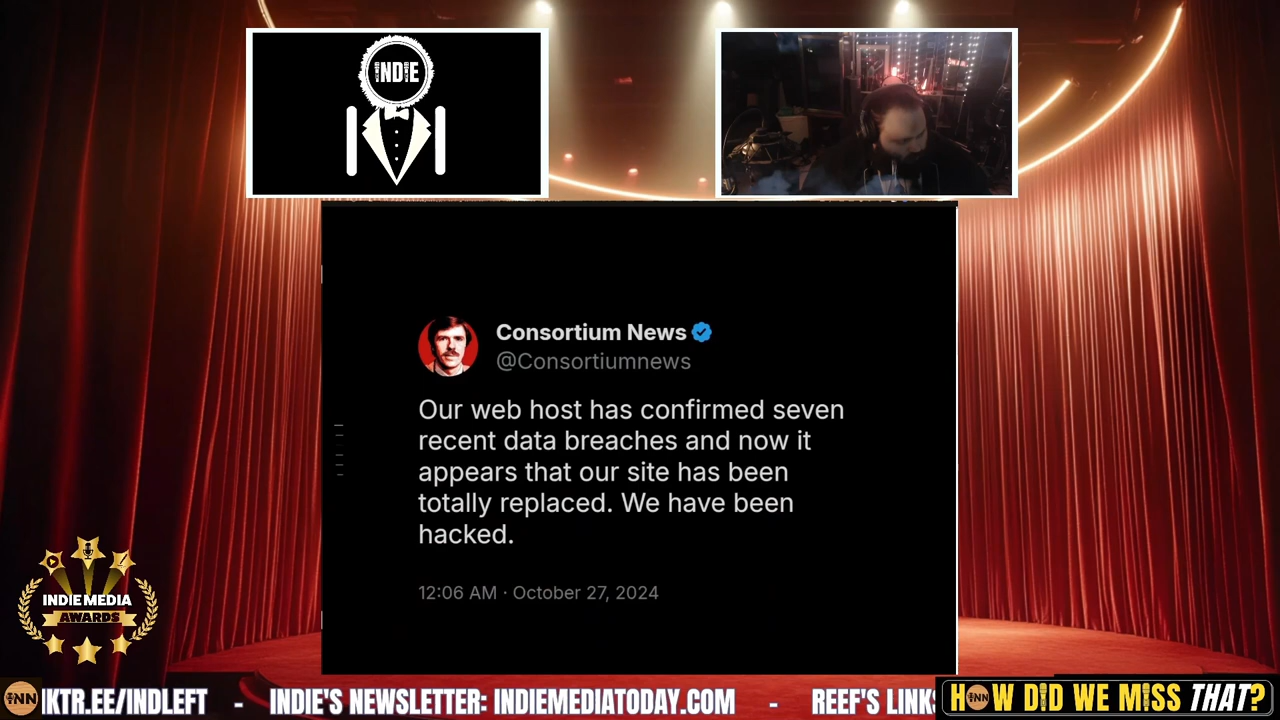 INDIE
Consortium News
@Consortiumnews
Our web host has confirmed seven
recent data breaches and now it
appears that our site has been
totally replaced. We have been
hacked.
12:06 AM · October 27, 2024
INDIE MEDIA
AWARDS
INN
IKTR.EE/INDLEFT - INDIE'S NEWSLETTER: INDIEMEDIATODAY.COM - REEF'S LINKS
HOW DID WE MISS THAT?